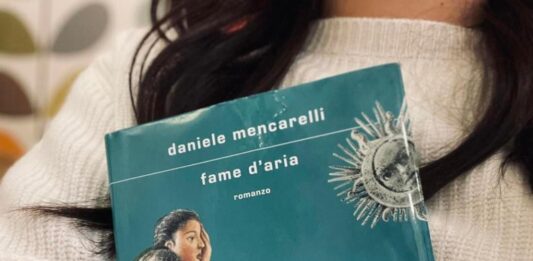 daniele mencarelli
fame d'aria
romanzo